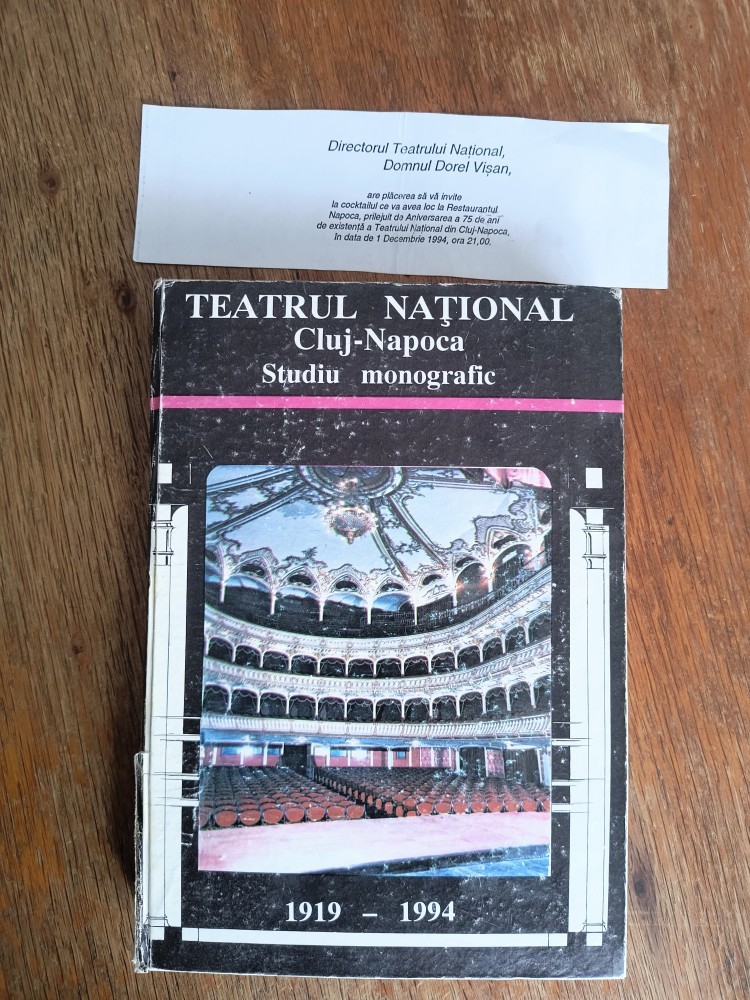 Directorul Teatrului Național,
Domnul Dorel Vișan,
are plăcerea să vă invite
la cocktailul ce va avea loc la Restaurantul
Napoca, prilejuit de Aniversarea a 75 de ani
de existență a Teatrului Național din Cluj-Napoca,
în data de 1 Decembrie 1994, ora 21,00.
TEATRUL NAŢIONAL
Cluj-Napoca
Studiu monografic
1919 – 1994